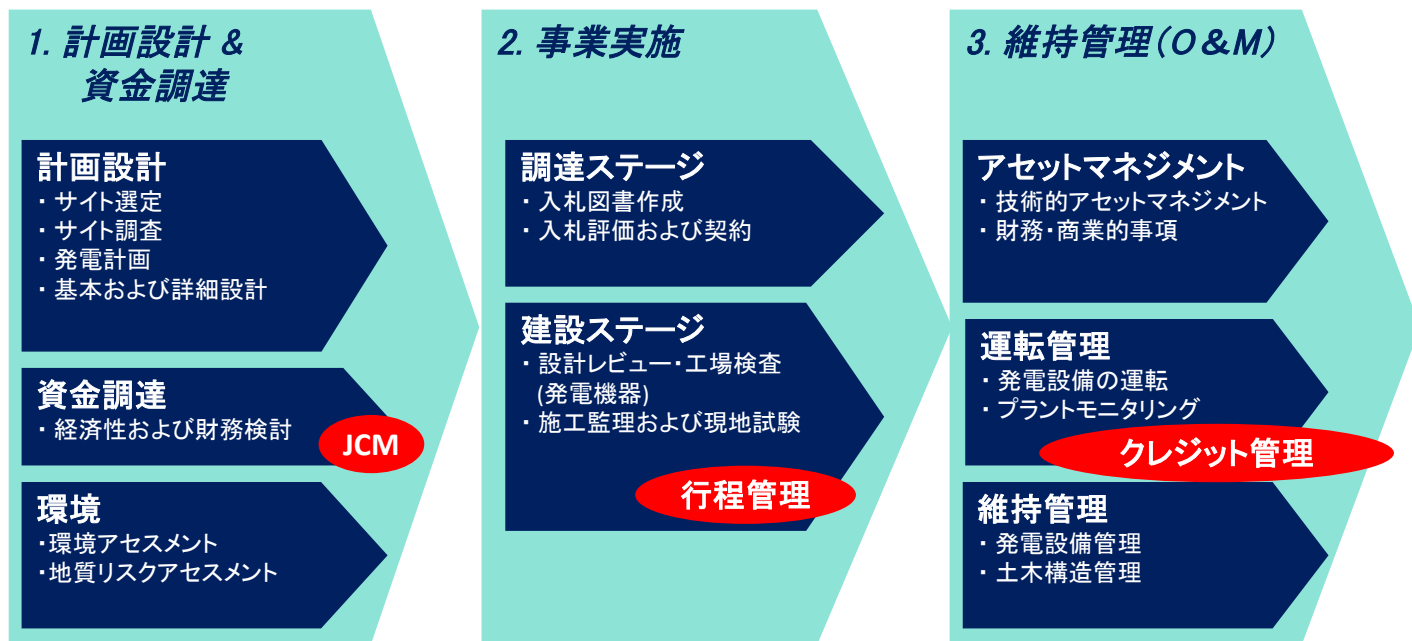 1. 計画設計 &
資金調達
計画設計
・ サイト選定
・ サイト調査
・ 発電計画
・ 基本および詳細設計
資金調達
・ 経済性および財務検討
JCM
環境
・環境アセスメント
・地質リスクアセスメント
2. 事業実施
調達ステージ
・ 入札図書作成
・ 入札評価および契約
建設ステージ
・ 設計レビュー・工場検査
(発電機器)
・ 施工監理および現地試験
行程管理
3. 維持管理(O&M)
アセットマネジメント
・ 技術的アセットマネジメント
・ 財務・商業的事項
運転管理
・ 発電設備の運転
・ プラントモニタリング
クレジット管理
維持管理
・ 発電設備管理
・ 土木構造管理